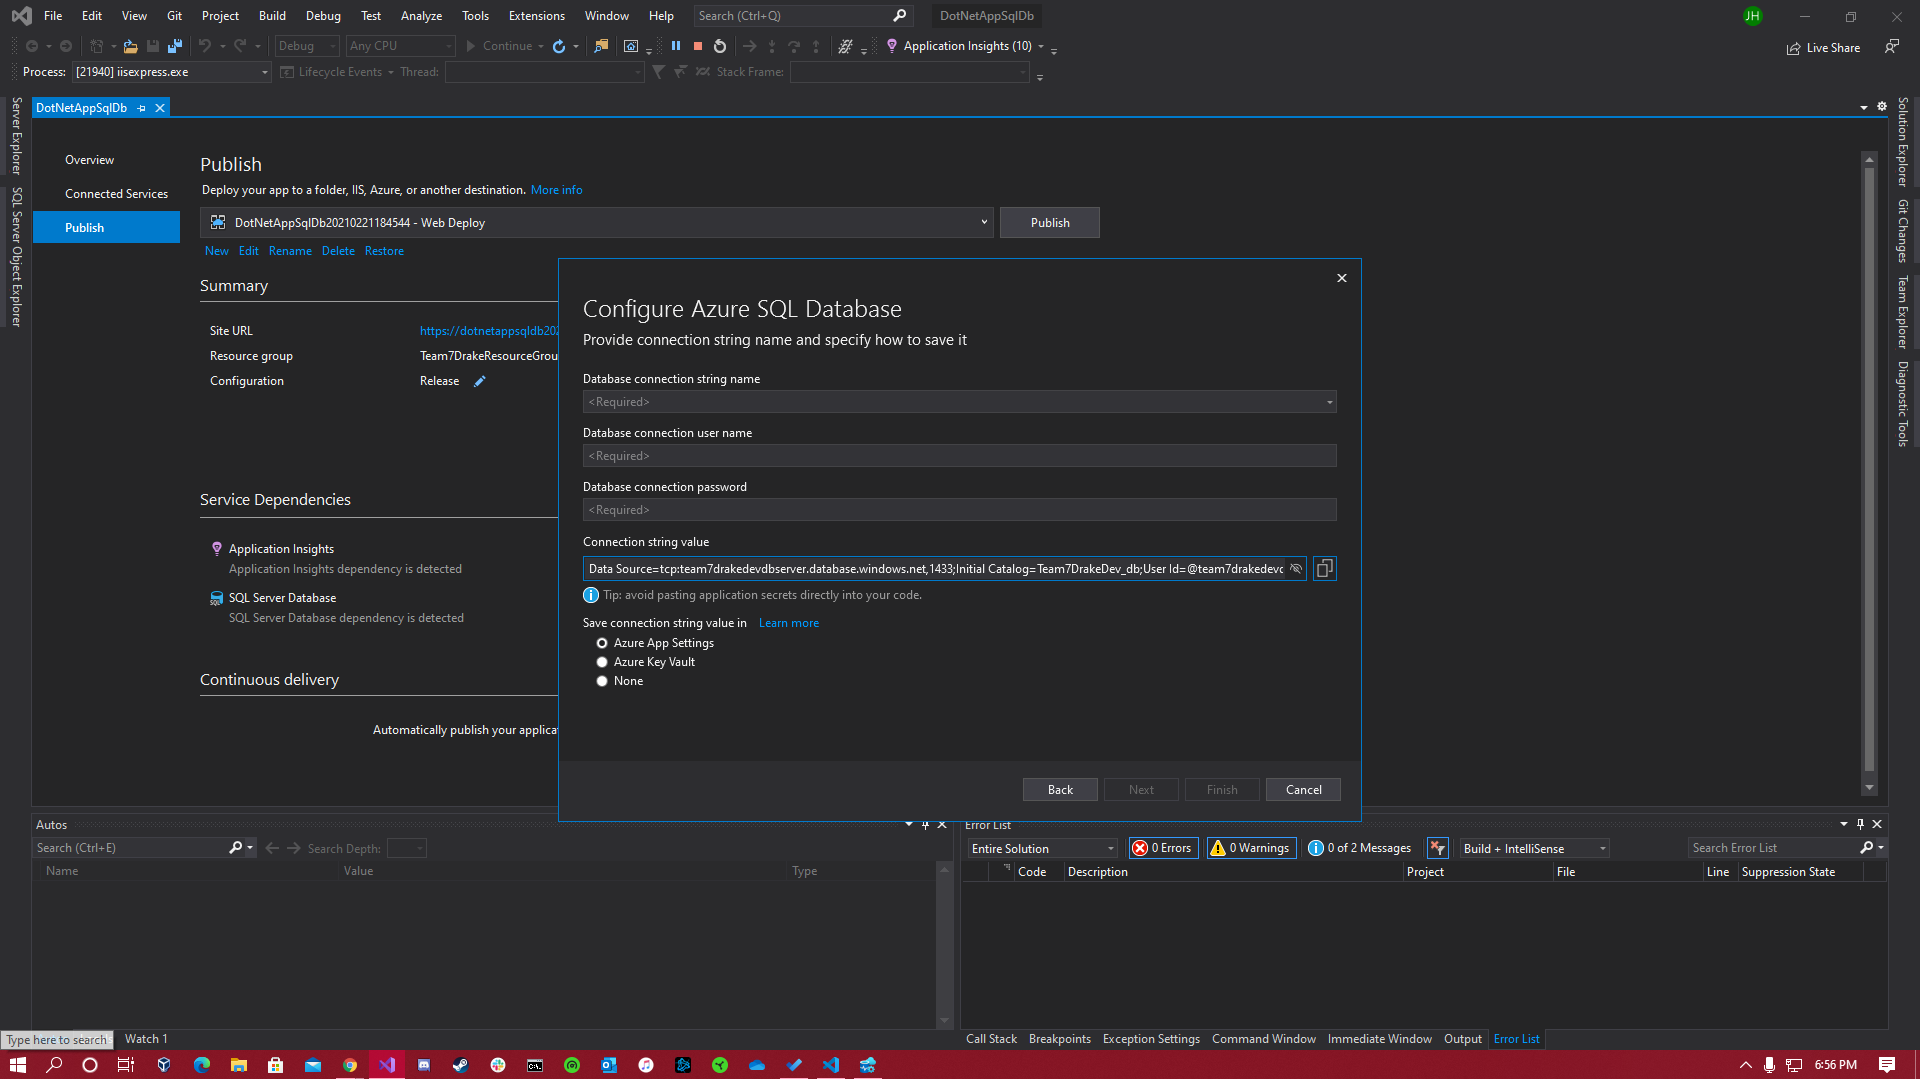 File Edit View Git Project Build Debug Test Analyze Tools Extensions Window Help Search (Ctrl+Q) DotNetAppSqlDb JH
Debug Any CPU Continue Application Insights (10) Live Share
Process: [21940] iisexpress.exe Lifecycle Events Thread: Stack Frame:
DotNetAppSqlDb
Server Explorer
SQL Server Object Explorer
Overview
Connected Services
Publish
Publish
Deploy your app to a folder, IIS, Azure, or another destination. More info
DotNetAppSqlDb20210221184544 - Web Deploy Publish
New Edit Rename Delete Restore
Summary
Site URL https://dotnetappsqldb202
Resource group Team7DrakeResourceGrou
Configuration Release
Service Dependencies
Application Insights
Application Insights dependency is detected
SQL Server Database
SQL Server Database dependency is detected
Continuous delivery
Automatically publish your applica
Configure Azure SQL Database
Provide connection string name and specify how to save it
Database connection string name
<Required>
Database connection user name
<Required>
Database connection password
<Required>
Connection string value
Data Source=tcp:team7drakedevdbserver.database.windows.net,1433;Initial Catalog=Team7DrakeDev_db;User Id=@team7drakedevd
Tip: avoid pasting application secrets directly into your code.
Save connection string value in Learn more
Azure App Settings
Azure Key Vault
None
Back Next Finish Cancel
Solution Explorer
Git Changes
Team Explorer
Diagnostic Tools
Autos
Search (Ctrl+E) Search Depth:
Name Value Type
Error List
Entire Solution 0 Errors 0 Warnings 0 of 2 Messages Build + IntelliSense Search Error List
Code Description Project File Line Suppression State
Type here to search Watch 1
Call Stack Breakpoints Exception Settings Command Window Immediate Window Output Error List
6:56 PM